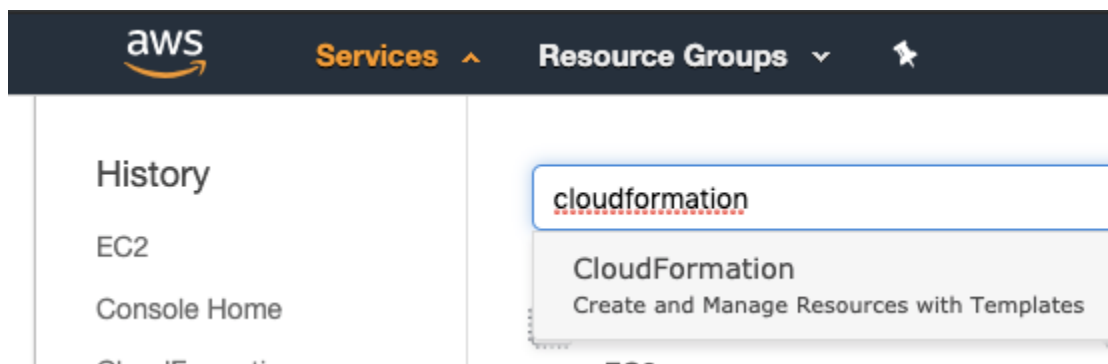 aws Services Resource Groups
History
cloudformation
EC2
CloudFormation
Create and Manage Resources with Templates
Console Home